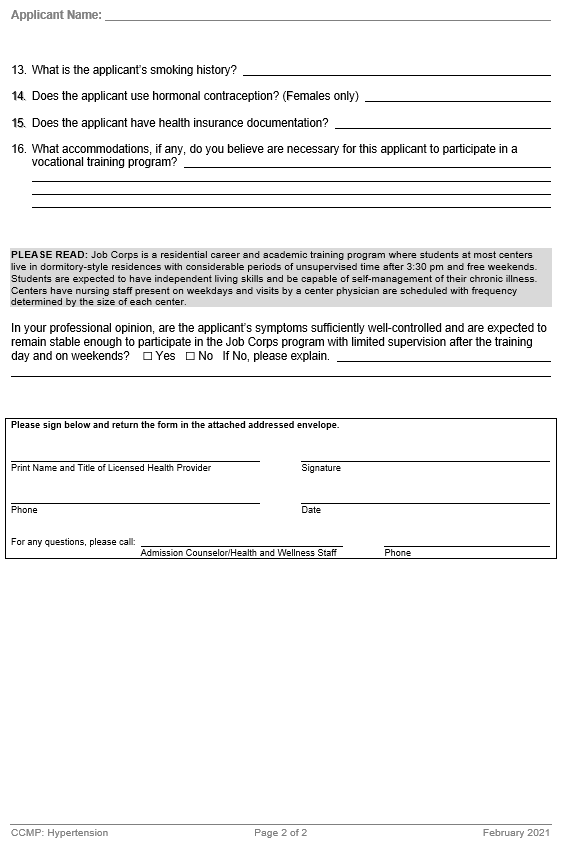 Applicant Name:
13. What is the applicant's smoking history?
14. Does the applicant use hormonal contraception? (Females only)
15. Does the applicant have health insurance documentation?
16. What accommodations, if any, do you believe are necessary for this applicant to participate in a
vocational training program?
PLEASE READ: Job Corps is a residential career and academic training program where students at most centers
live in dormitory-style residences with considerable periods of unsupervised time after 3:30 pm and free weekends.
Students are expected to have independent living skills and be capable of self-management of their chronic illness.
Centers have nursing staff present on weekdays and visits by a center physician are scheduled with frequency
determined by the size of each center.
In your professional opinion, are the applicant's symptoms sufficiently well-controlled and are expected to
remain stable enough to participate in the Job Corps program with limited supervision after the training
day and on weekends? ☐ Yes ☐ No If No, please explain.
Please sign below and return the form in the attached addressed envelope.
Print Name and Title of Licensed Health Provider Signature
Phone Date
For any questions, please call:
Admission Counselor/Health and Wellness Staff Phone
CCMP: Hypertension Page 2 of 2 February 2021